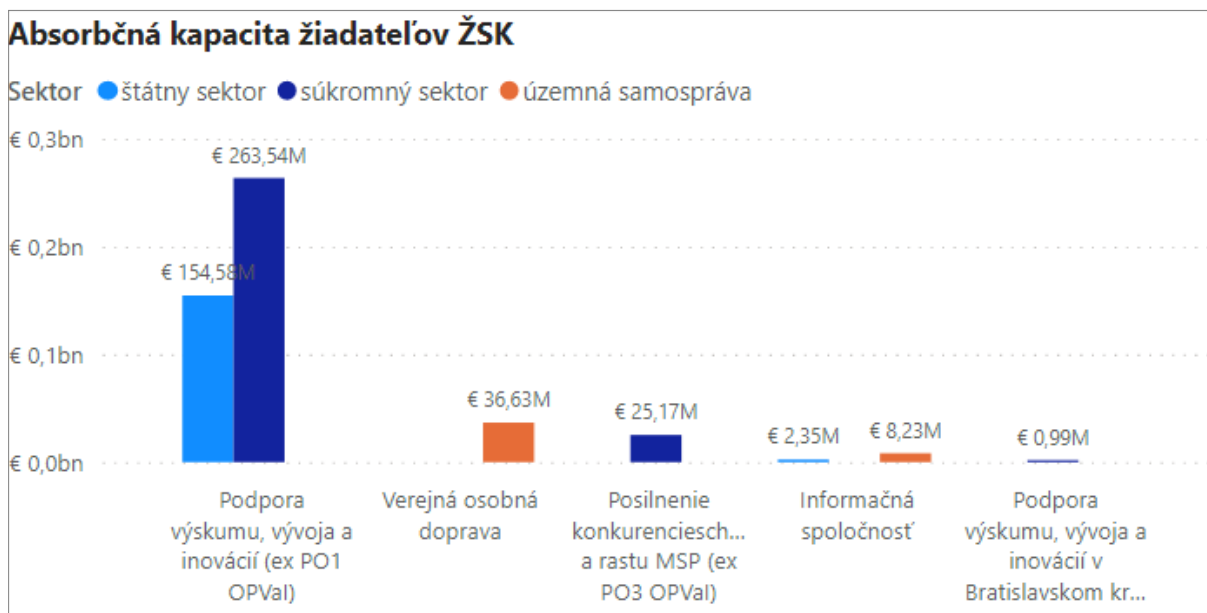 Absorbčná kapacita žiadateľov ŽSK
Sektor štátny sektor súkromný sektor územná samospráva
€ 0,3bn
€ 0,2bn
€ 0,1bn
€ 0,0bn
€ 154,58M
€ 263,54M
€ 36,63M
€ 25,17M
€ 2,35M
€ 8,23M
€ 0,99M
Podpora
výskumu, vývoja a
inovácií (ex PO1
OPVaI)
Verejná osobná
doprava
Posilnenie
konkurenciesch...
a rastu MSP (ex
PO3 OPVaI)
Informačná
spoločnosť
Podpora
výskumu, vývoja a
inovácií v
Bratislavskom kr...